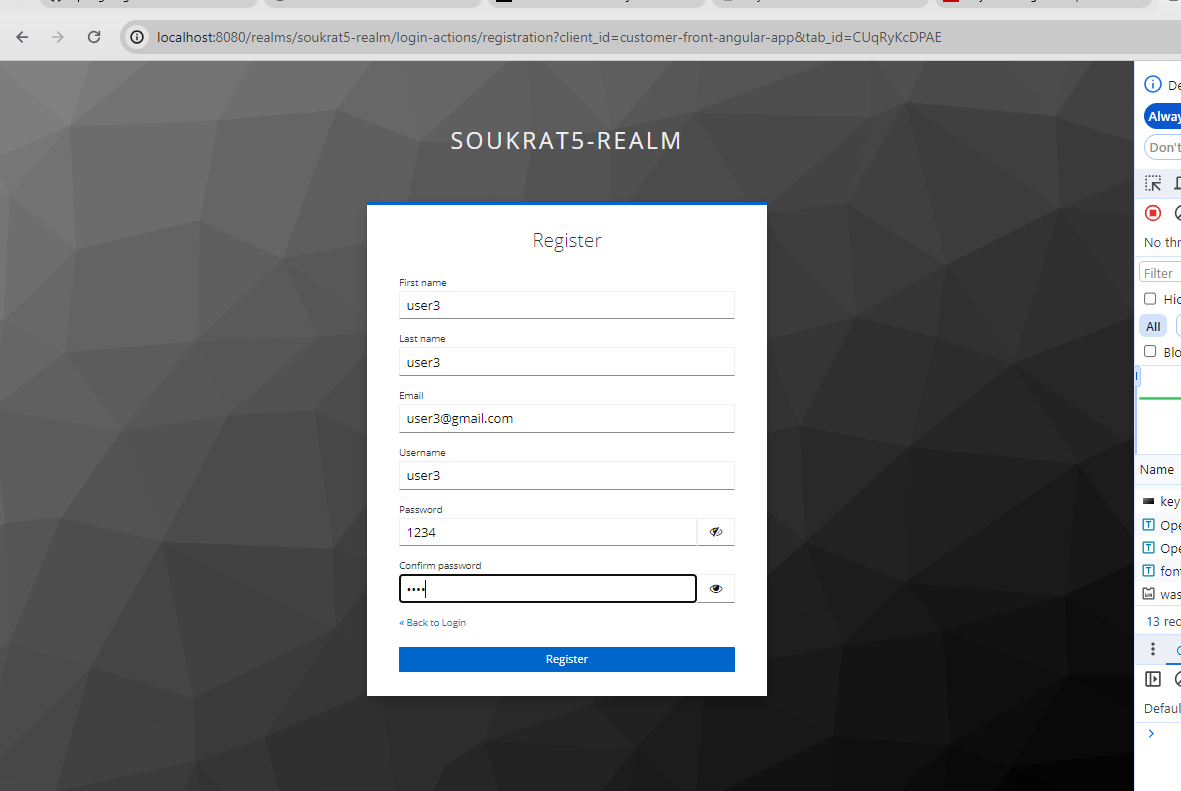 localhost:8080/realms/soukrat5-realm/login-actions/registration?client_id=customer-front-angular-app&tab_id=CUqRyKcDPAE
SOUKRAT5-REALM
Register
First name
user3
Last name
user3
Email
user3@gmail.com
Username
user3
Password
1234
Confirm password
••••
« Back to Login
Register
De
Alway
Don't
No thr
Filter
Hid
All
Blo
Name
key
Ope
Ope
font
was
13 req
Defaul